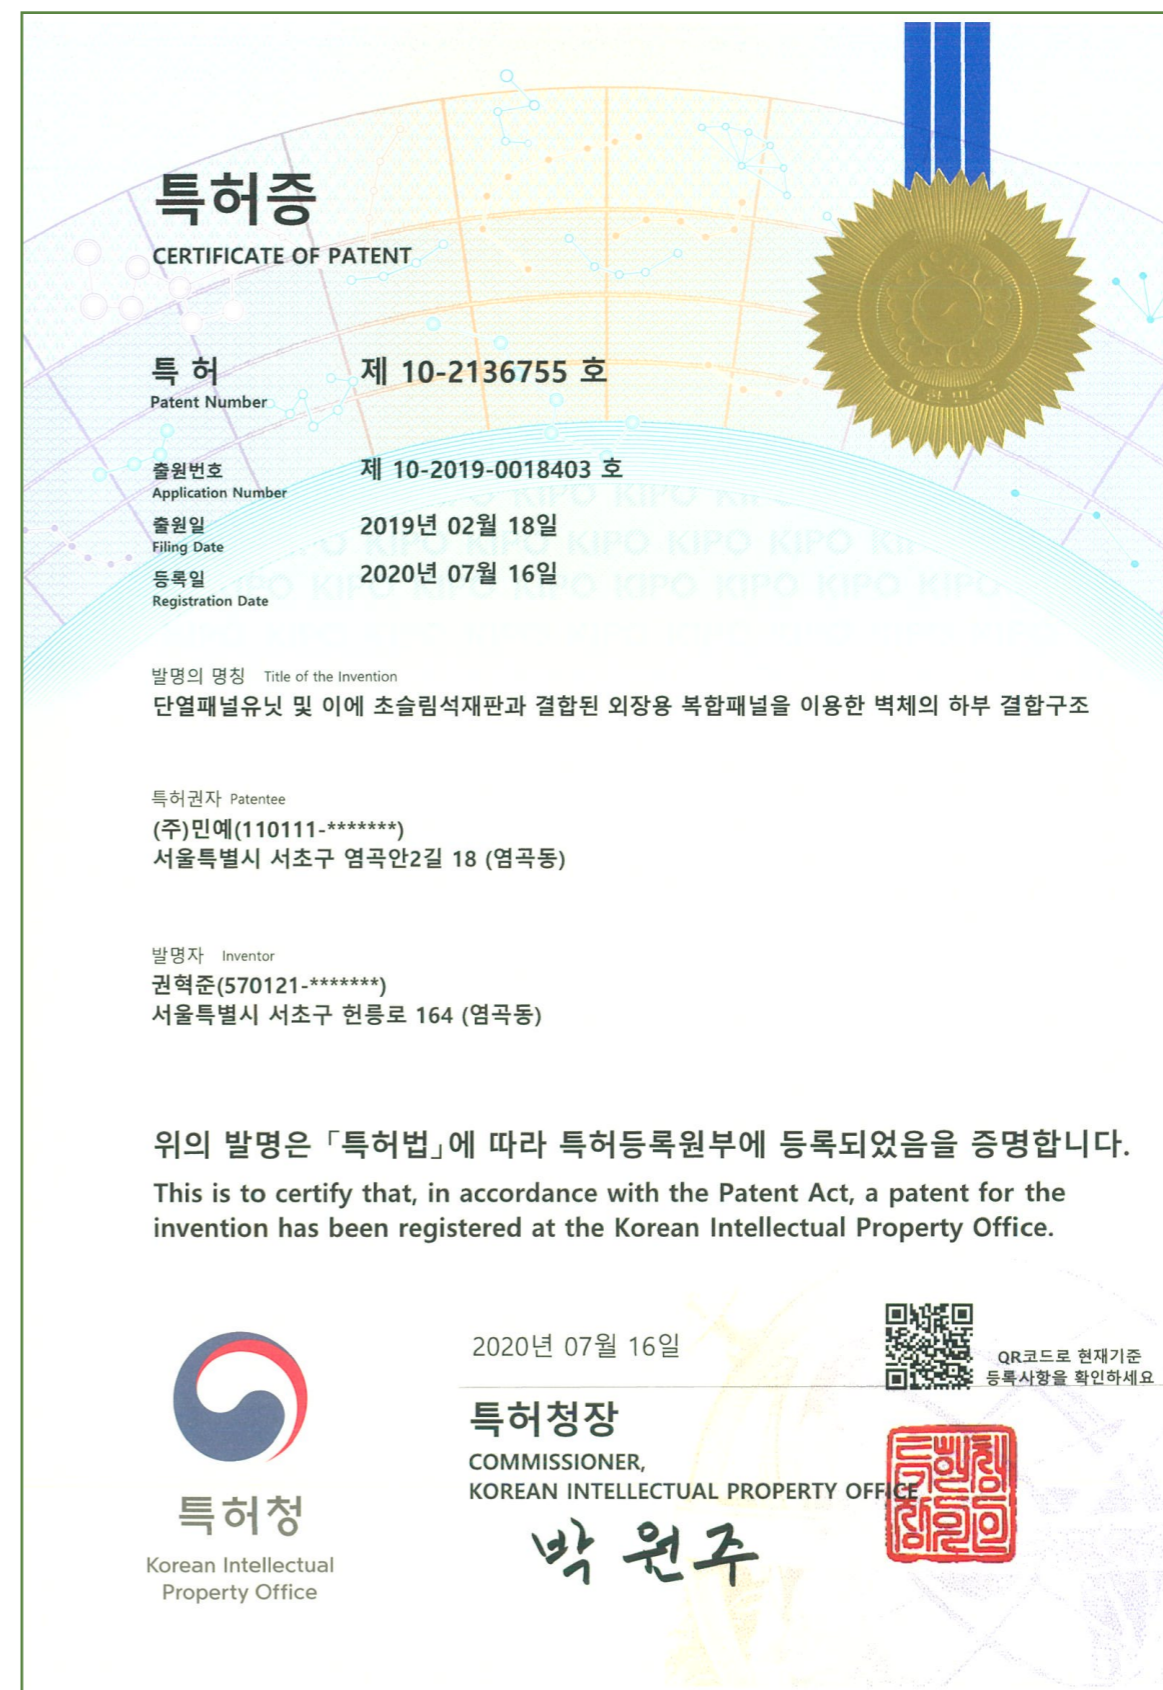 특허증
CERTIFICATE OF PATENT
특 허
Patent Number
제 10-2136755 호
출원번호
Application Number
제 10-2019-0018403 호
출원일
Filing Date
2019년 02월 18일
등록일
Registration Date
2020년 07월 16일
발명의 명칭 Title of the Invention
단열패널유닛 및 이에 초슬림석재판과 결합된 외장용 복합패널을 이용한 벽체의 하부 결합구조
특허권자 Patentee
(주)민예(110111-*******)
서울특별시 서초구 염곡안2길 18 (염곡동)
발명자 Inventor
권혁준(570121-*******)
서울특별시 서초구 헌릉로 164 (염곡동)
위의 발명은 「특허법」에 따라 특허등록원부에 등록되었음을 증명합니다.
This is to certify that, in accordance with the Patent Act, a patent for the
invention has been registered at the Korean Intellectual Property Office.
2020년 07월 16일
QR코드로 현재기준
등록사항을 확인하세요
특허청장
COMMISSIONER,
KOREAN INTELLECTUAL PROPERTY OFFICE
박 원 주
특허청
Korean Intellectual
Property Office